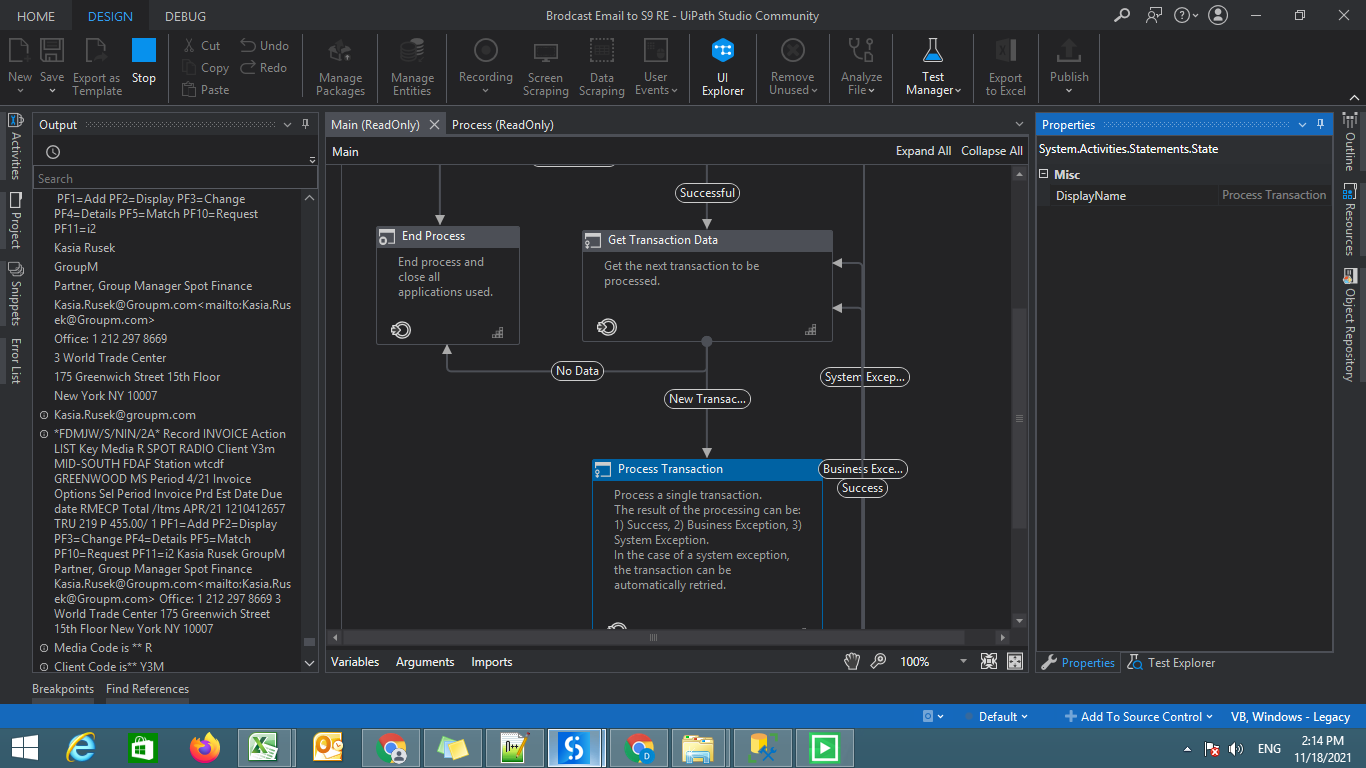 HOME DESIGN DEBUG
Brodcast Email to S9 RE - UiPath Studio Community
New Save Export as Template Stop
Cut Undo
Copy Redo
Paste
Manage Packages
Manage Entities
Recording
Screen Scraping
Data Scraping
User Events
UI Explorer
Remove Unused
Analyze File
Test Manager
Export to Excel
Publish
Activities
Project
Snippets
Error List
Output
Search
PF1=Add PF2=Display PF3=Change
PF4=Details PF5=Match PF10=Request
PF11=i2
Kasia Rusek
GroupM
Partner, Group Manager Spot Finance
Kasia.Rusek@Groupm.com<mailto:Kasia.Rus
ek@Groupm.com>
Office: 1 212 297 8669
3 World Trade Center
175 Greenwich Street 15th Floor
New York NY 10007
Kasia.Rusek@groupm.com
*FDMJW/S/NIN/2A* Record INVOICE Action
LIST Key Media R SPOT RADIO Client Y3m
MID-SOUTH FDAF Station wtcdf
GREENWOOD MS Period 4/21 Invoice
Options Sel Period Invoice Prd Est Date Due
date RMECP Total /Itms APR/21 1210412657
TRU 219 P 455.00/ 1 PF1=Add PF2=Display
PF3=Change PF4=Details PF5=Match
PF10=Request PF11=i2 Kasia Rusek GroupM
Partner, Group Manager Spot Finance
Kasia.Rusek@Groupm.com<mailto:Kasia.Rus
ek@Groupm.com> Office: 1 212 297 8669 3
World Trade Center 175 Greenwich Street
15th Floor New York NY 10007
Media Code is ** R
Client Code is** Y3M
Breakpoints Find References
Main (ReadOnly) Process (ReadOnly)
Main
Expand All Collapse All
Successful
End Process
End process and
close all
applications used.
Get Transaction Data
Get the next transaction to be
processed.
No Data
System Excep...
New Transac...
Process Transaction
Business Exce...
Success
Process a single transaction.
The result of the processing can be:
1) Success, 2) Business Exception, 3)
System Exception.
In the case of a system exception,
the transaction can be
automatically retried.
Variables Arguments Imports
100%
Properties
System.Activities.Statements.State
Misc
DisplayName Process Transaction
Properties Test Explorer
Outline
Resources
Object Repository
Default
Add To Source Control
VB, Windows - Legacy
ENG
2:14 PM
11/18/2021